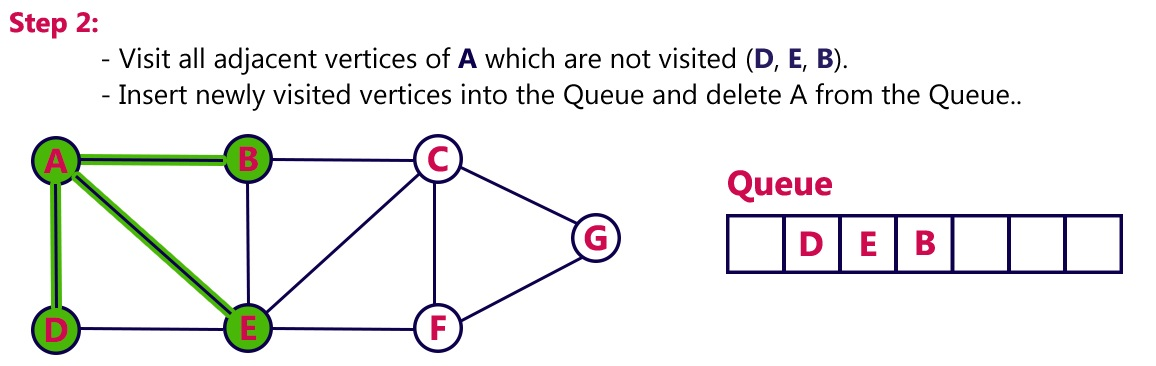 Step 2:
- Visit all adjacent vertices of A which are not visited (D, E, B).
- Insert newly visited vertices into the Queue and delete A from the Queue..
A B C
G
D E F
Queue
D E B